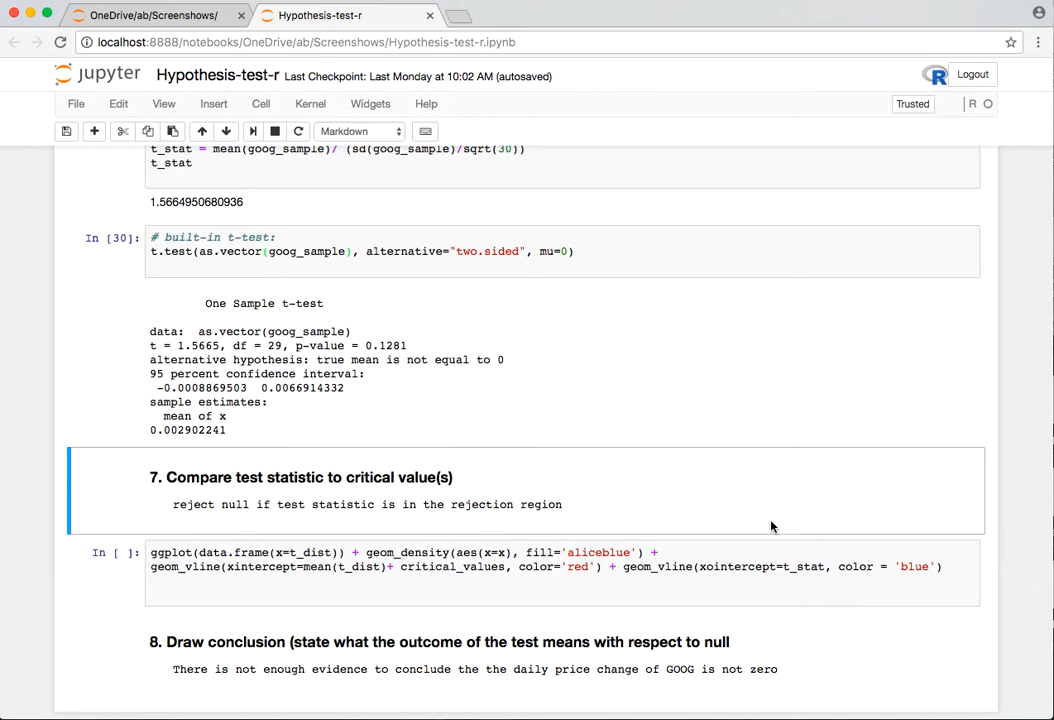 OneDrive/ab/Screenshows/
Hypothesis-test-r
localhost:8888/notebooks/OneDrive/ab/Screenshows/Hypothesis-test-r.ipynb
jupyter Hypothesis-test-r Last Checkpoint: Last Monday at 10:02 AM (autosaved)
R
Logout
File Edit View Insert Cell Kernel Widgets Help
Trusted
R
Markdown
t_stat = mean(goog_sample)/ (sd(goog_sample)/sqrt(30))
t_stat
1.5664950680936
In [30]:
# built-in t-test:
t.test(as.vector(goog_sample), alternative="two.sided", mu=0)
One Sample t-test
data:  as.vector(goog_sample)
t = 1.5665, df = 29, p-value = 0.1281
alternative hypothesis: true mean is not equal to 0
95 percent confidence interval:
-0.0008869503  0.0066914332
sample estimates:
mean of x
0.002902241
7. Compare test statistic to critical value(s)
reject null if test statistic is in the rejection region
In [ ]:
ggplot(data.frame(x=t_dist)) + geom_density(aes(x=x), fill='aliceblue') +
geom_vline(xintercept=mean(t_dist)+ critical_values, color='red') + geom_vline(xointercept=t_stat, color = 'blue')
8. Draw conclusion (state what the outcome of the test means with respect to null
There is not enough evidence to conclude the the daily price change of GOOG is not zero